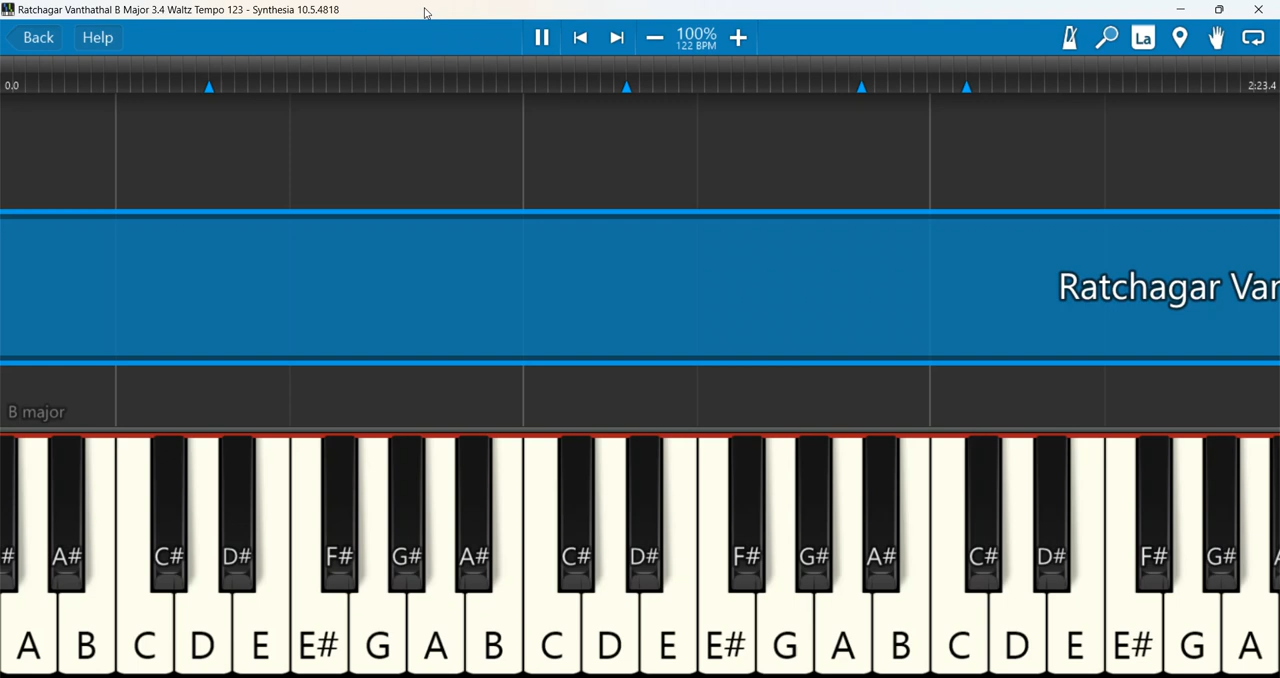 Ratchagar Vanthathal B Major 3.4 Waltz Tempo 123 - Synthesia 10.5.4818
Back Help 100% La
122 BPM
0.0 2:23.4
Ratchagar
B major
# A# C# D# F# G# A# C# D# F# G# A# C# D# F# G#
A B C D E E# G A B C D E E# G A B C D E E# G A